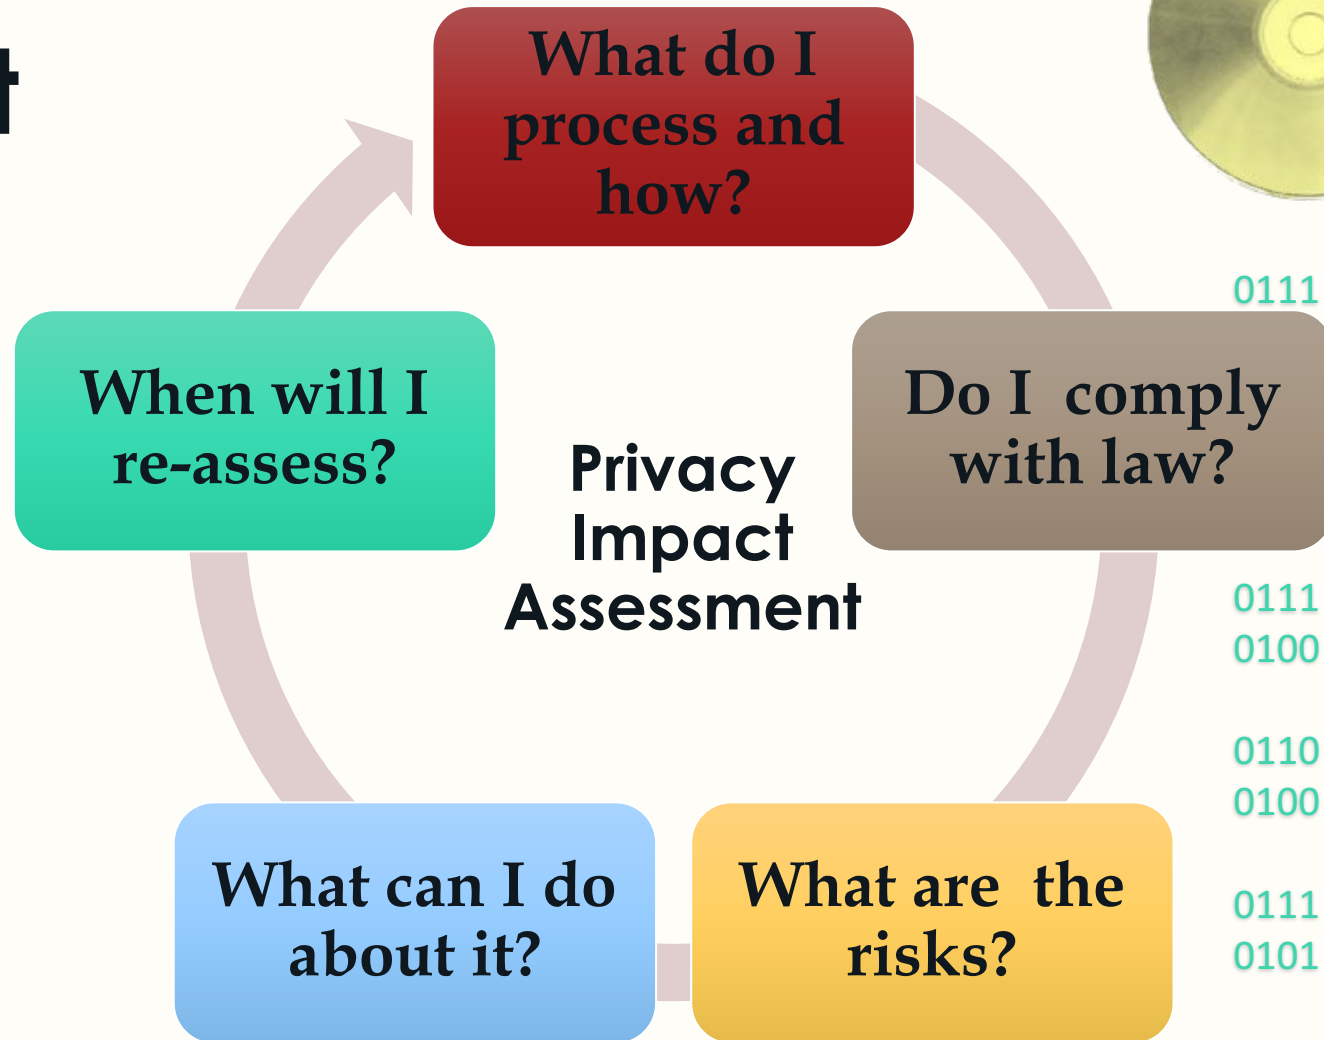 t
What do I
process and
how?
Do I  comply
with law?
What are  the
risks?
What can I do
about it?
When will I
re-assess?
Privacy
Impact
Assessment
0111
0111
0100
0110
0100
0111
0101